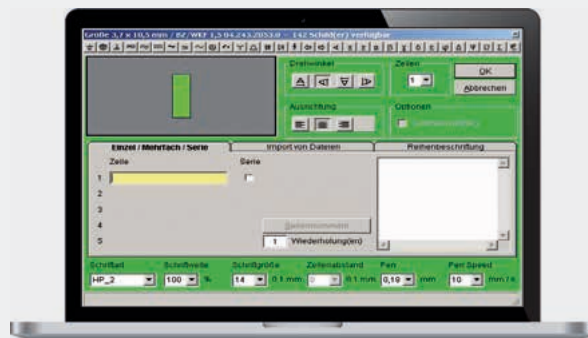 Größe 3,7 x 10,5 mm / BZ/WKF 1,5 04.243.2053.0 - 142 Schild(er) verfügbar
Drehwinkel
Zeilen
1
OK
Abbrechen
Ausrichtung
Optionen
Einzel / Mehrfach / Serie
Import von Dateien
Reihenbeschriftung
Zeile
Serie
1
2
3
4
5
1 Wiederholung(en)
Schriftart Schriftweite Schriftgröße Zeilenabstand Pen Pen Speed
HP_2 100 % 14 0.1 mm 0 0.1 mm 0,18 mm 10 mm / s